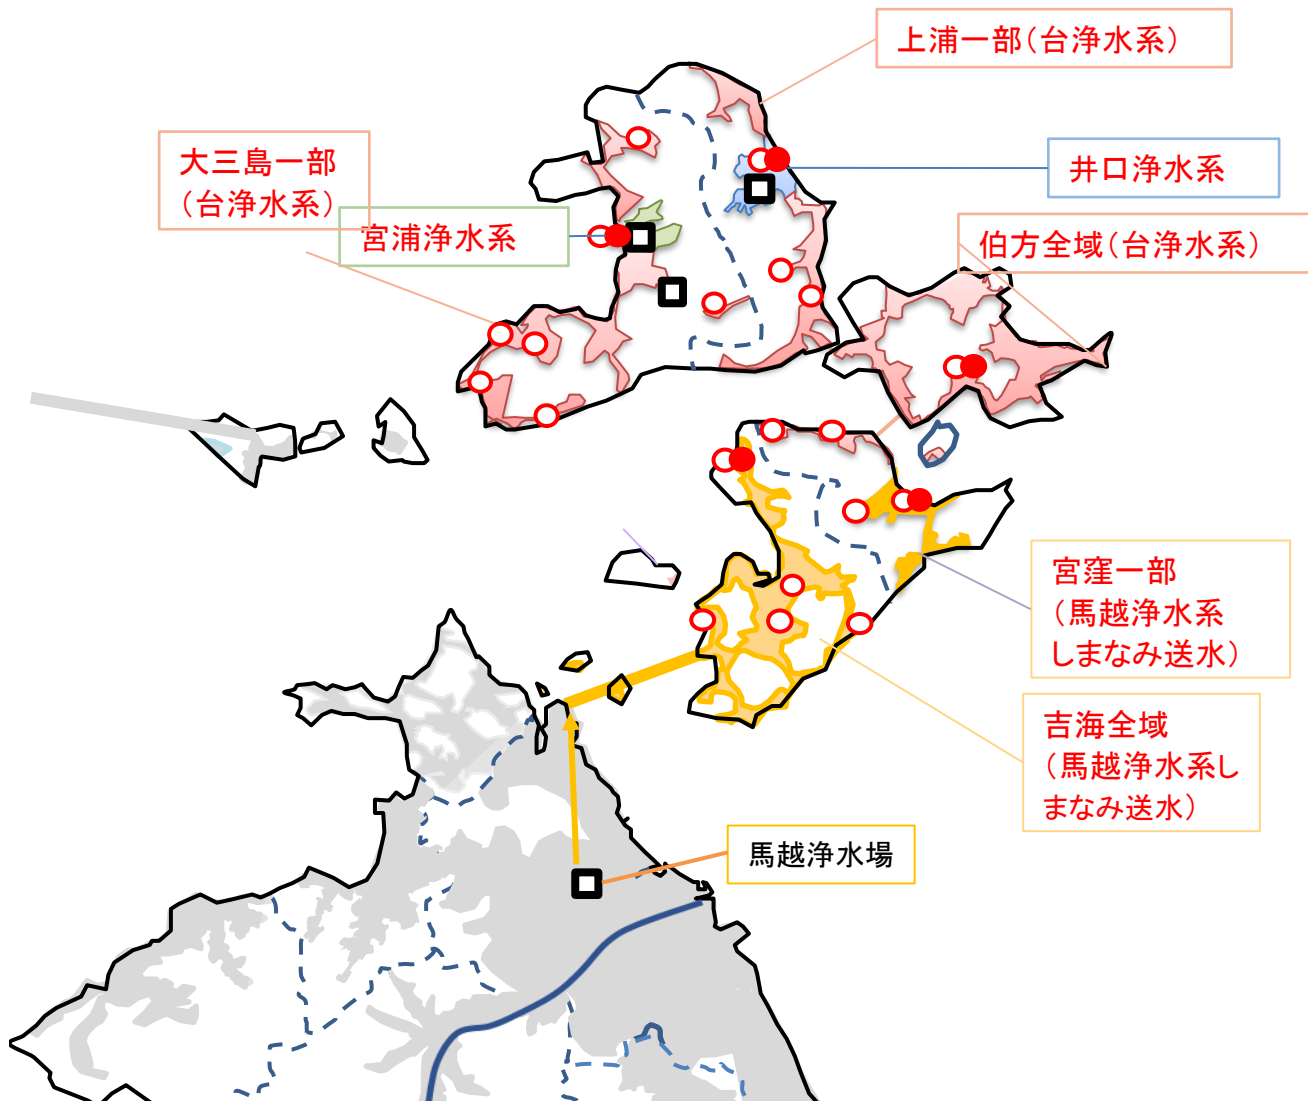 上浦一部（台浄水系）
大三島一部
（台浄水系）
井口浄水系
宮浦浄水系
伯方全域（台浄水系）
宮窪一部
（馬越浄水系
しまなみ送水）
吉海全域
（馬越浄水系し
まなみ送水）
馬越浄水場